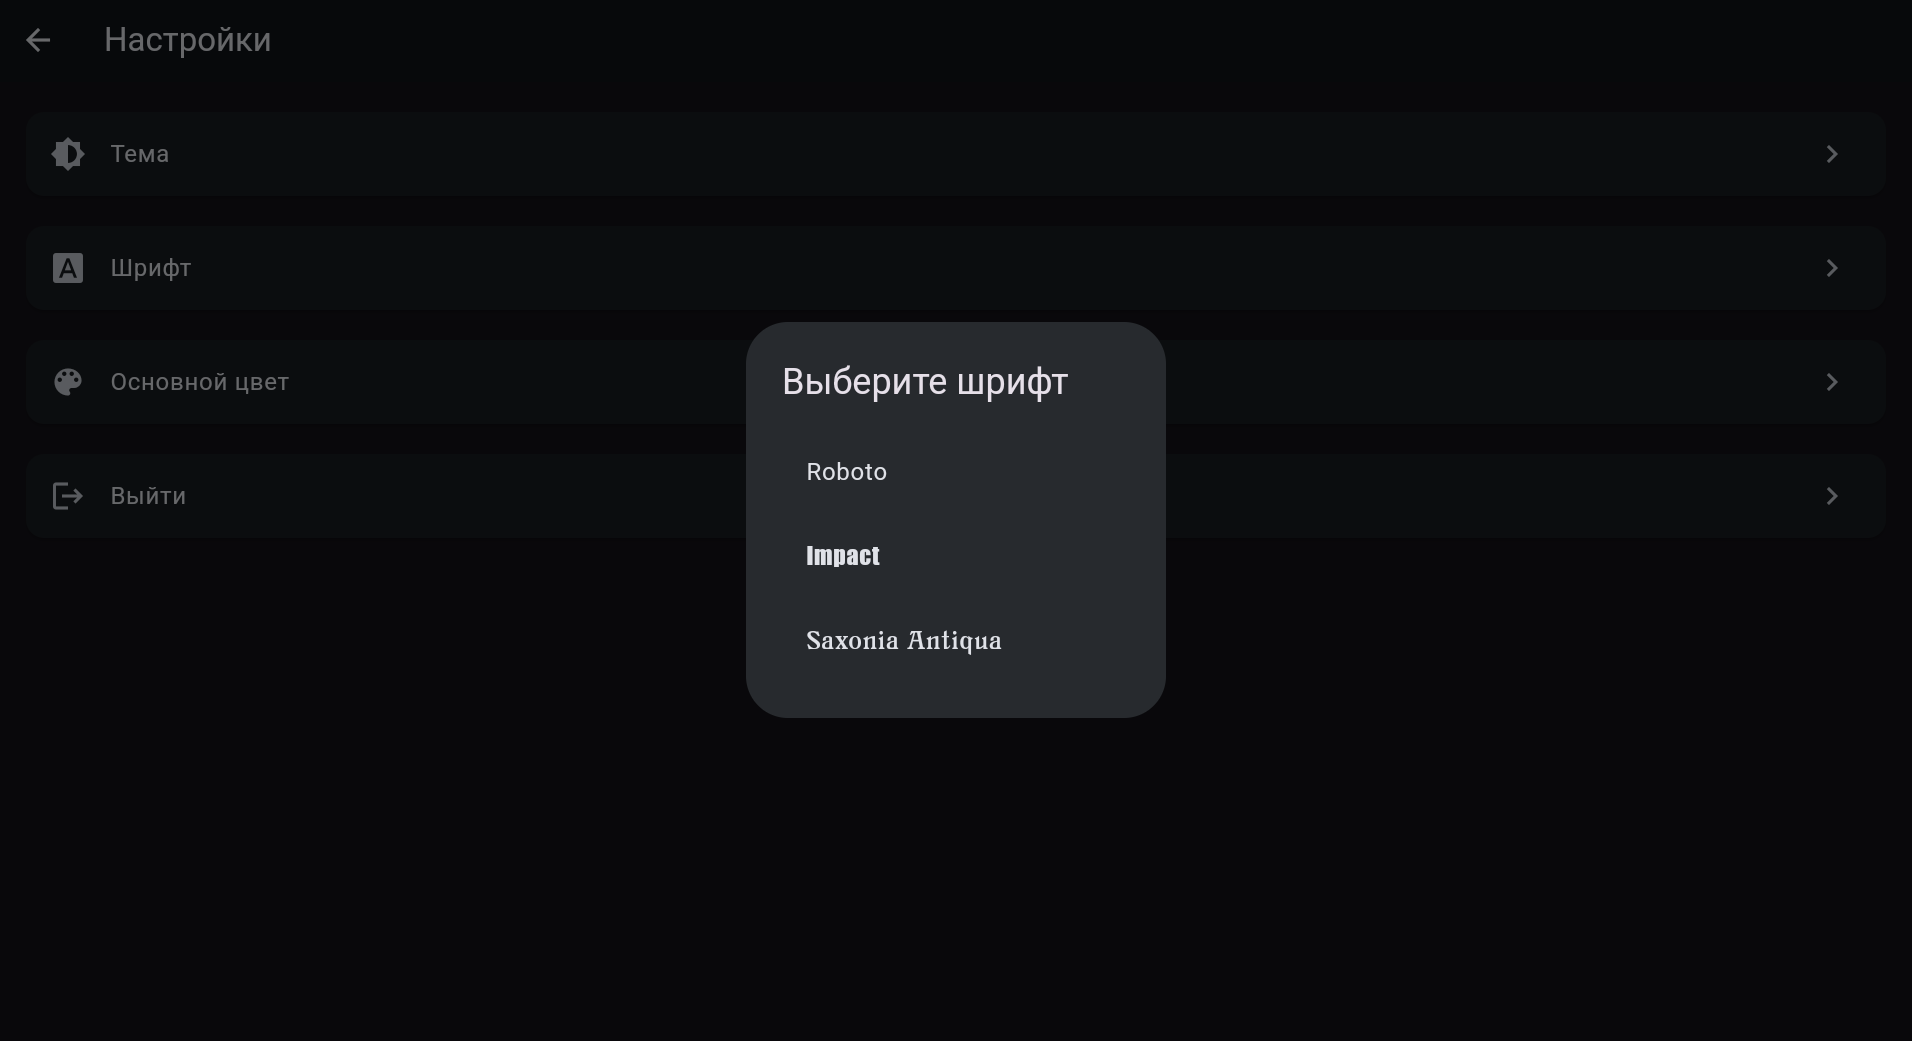 Настройки
Тема
Шрифт
Основной цвет
Выйти
Выберите шрифт
Roboto
Impact
Saxonia Antiqua